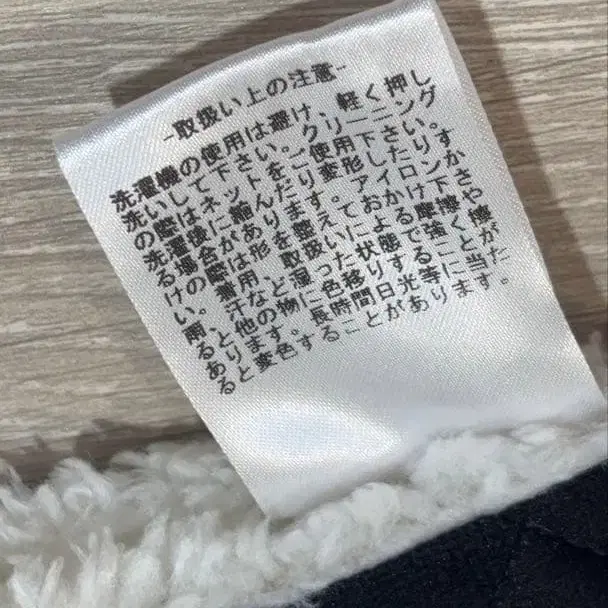 -取扱い上の注意-
洗濯機の使用は避け、軽く押し
洗いして下さい。クリーニング
の際はネットをご使用下さい。
洗濯後に縮んだり変形したりす
る場合があります。アイロンか
けの際は形を整えておかけ下さ
い。着用、取扱いによる摩擦や
雨、汗など湿った状態で強く擦
ると他の物に色移りすることが
あります。長時間日光等に当た
ると変色することがあります。